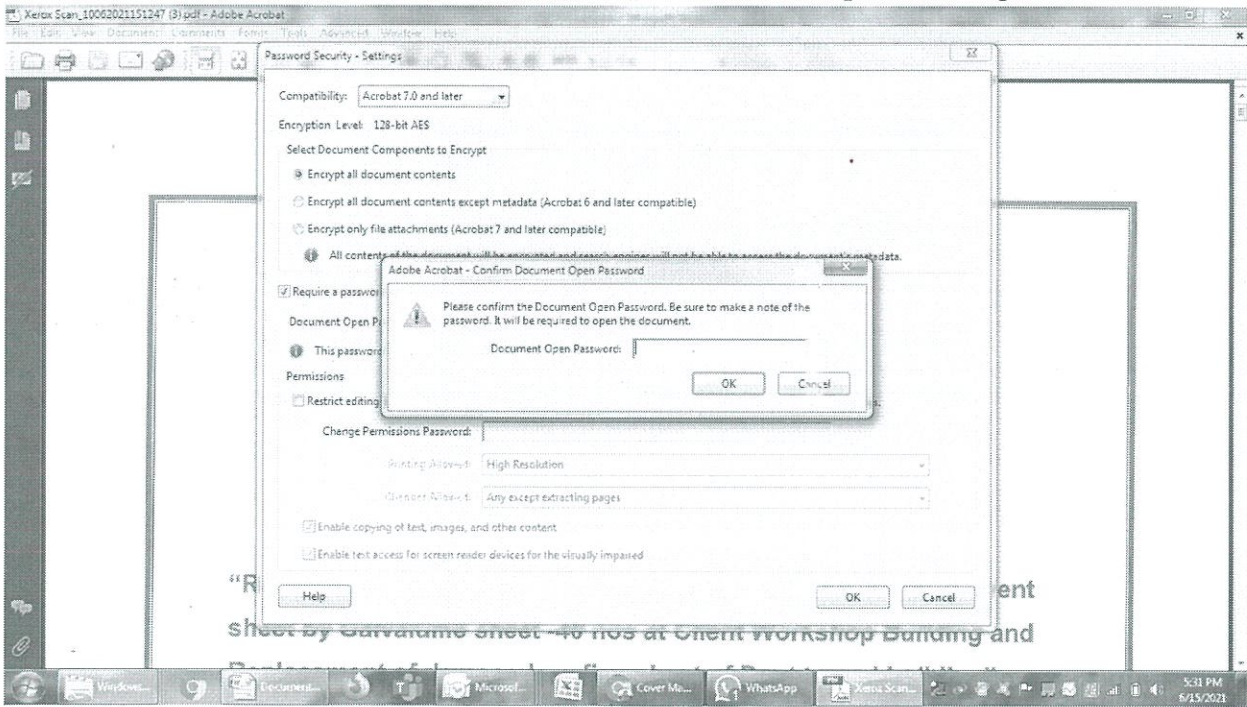 Xerox Scan_10062021151247 (3).pdf - Adobe Acrobat
File Edit View Document Comments Forms Tools Advanced Window Help
Password Security - Settings
Compatibility: Acrobat 7.0 and later
Encryption Level: 128-bit AES
Select Document Components to Encrypt
Encrypt all document contents
Encrypt all document contents except metadata (Acrobat 6 and later compatible)
Encrypt only file attachments (Acrobat 7 and later compatible)
All contents of the document will be encrypted and search engines will not be able to access the document's metadata.
Adobe Acrobat - Confirm Document Open Password
Require a passwor
Please confirm the Document Open Password. Be sure to make a note of the
password. It will be required to open the document.
Document Open Pa
Document Open Password:
This password
OK Cancel
Permissions
Restrict editing
Change Permissions Password:
Printing Allowed: High Resolution
Changes Allowed: Any except extracting pages
Enable copying of text, images, and other content
Enable text access for screen reader devices for the visually impaired
Help OK Cancel
"R ent
sheet by Galvalume sheet -40 nos at Client Workshop Building and
Windows... Document... Microsof... Cover Ma... WhatsApp Xerox Scan...
5:31 PM
6/15/2021